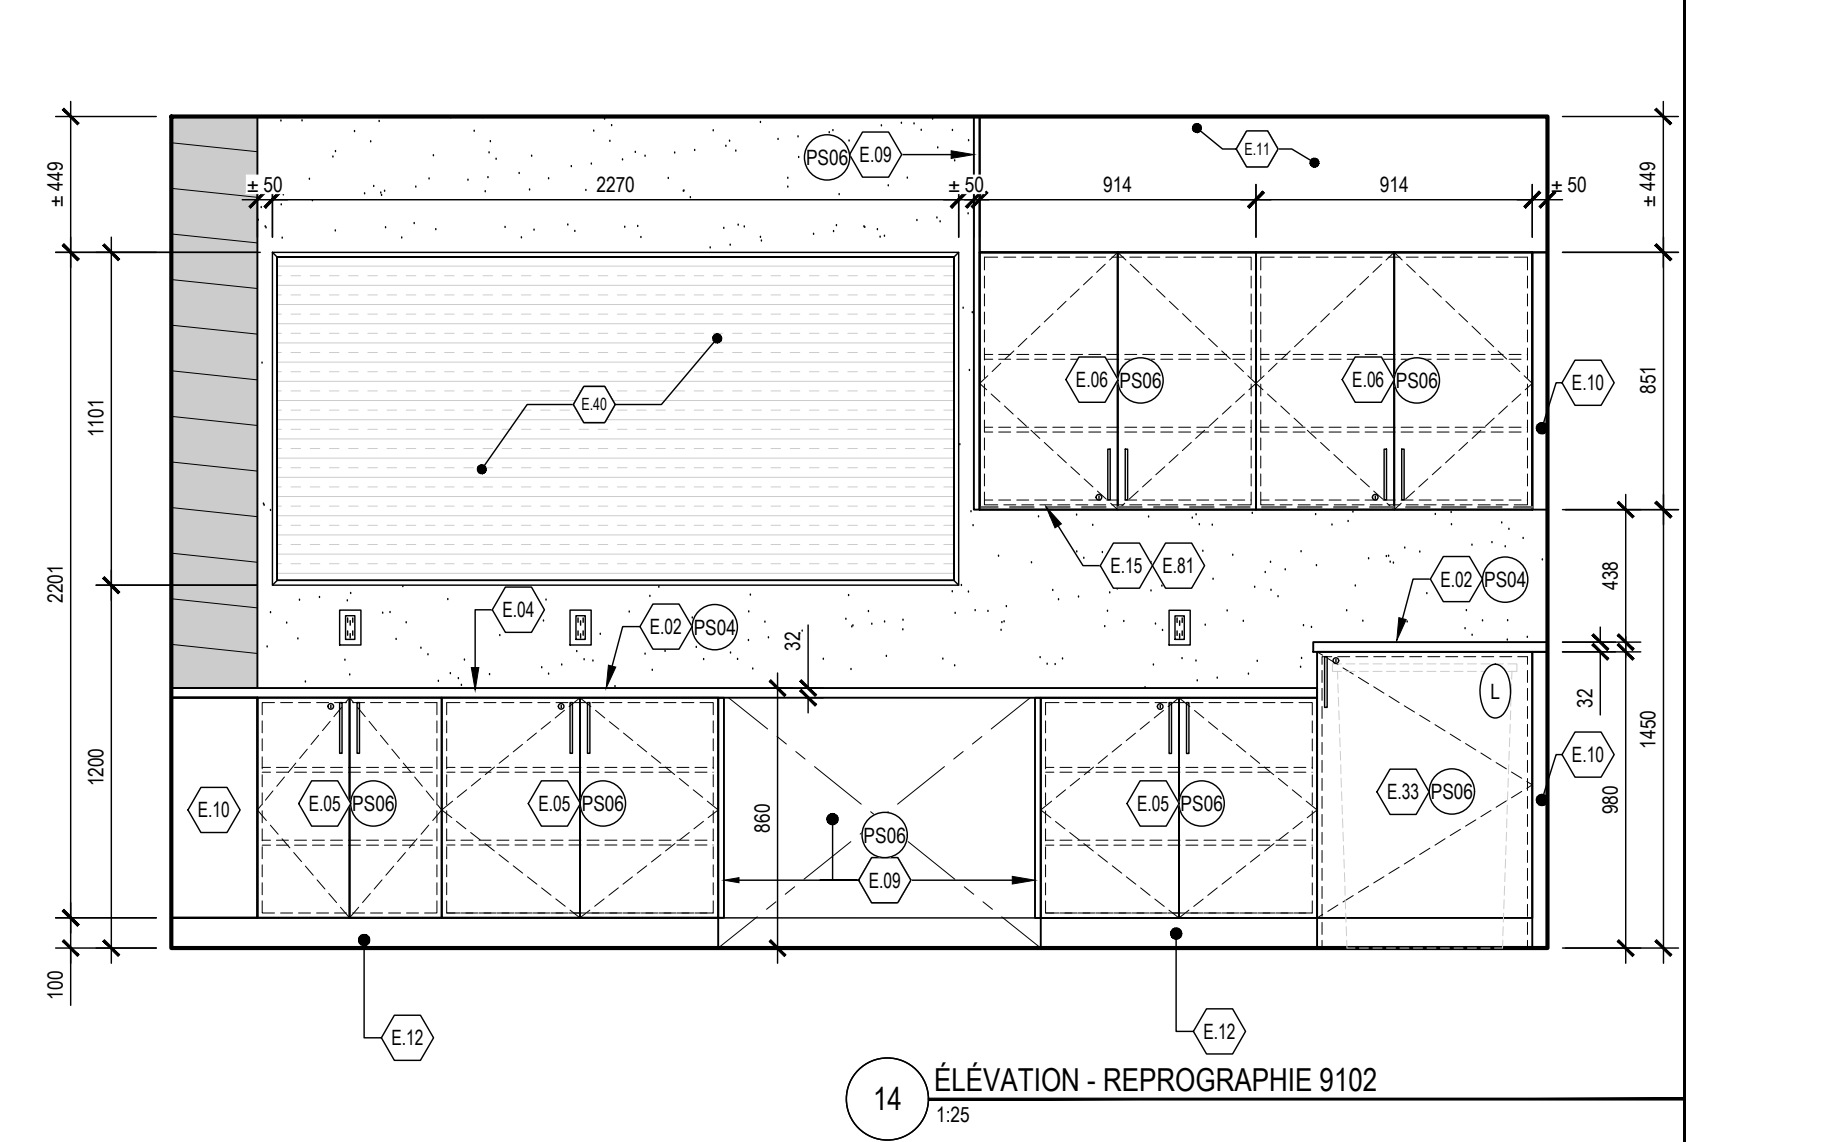 ± 449
± 449
PS06 E.09
E.11
± 50
2270
± 50
914
914
± 50
1101
2201
1200
100
E.40
E.06 PS06
E.06 PS06
E.10
851
438
E.15 E.81
E.02 PS04
E.04
E.02 PS04
32
32
L
1450
980
E.10
E.10
E.05 PS06
E.05 PS06
860
PS06
E.09
E.05 PS06
E.33 PS06
E.12
E.12
14
ÉLÉVATION - REPROGRAPHIE 9102
1:25